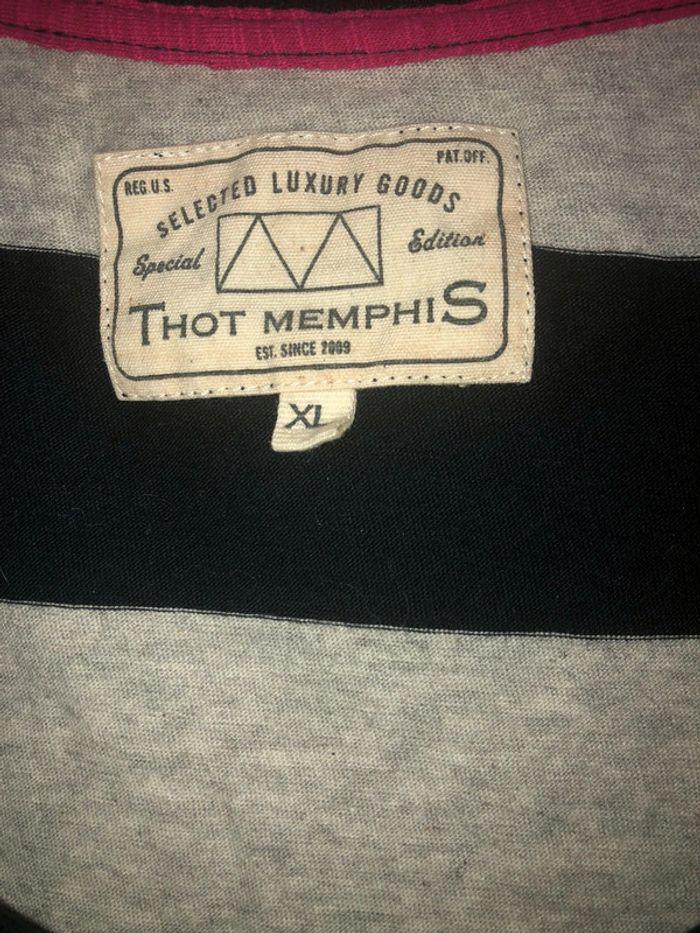 REG.U.S.
PAT.OFF.
SELECTED LUXURY GOODS
Special
Edition
THOT MEMPHIS
EST. SINCE 2009
XL